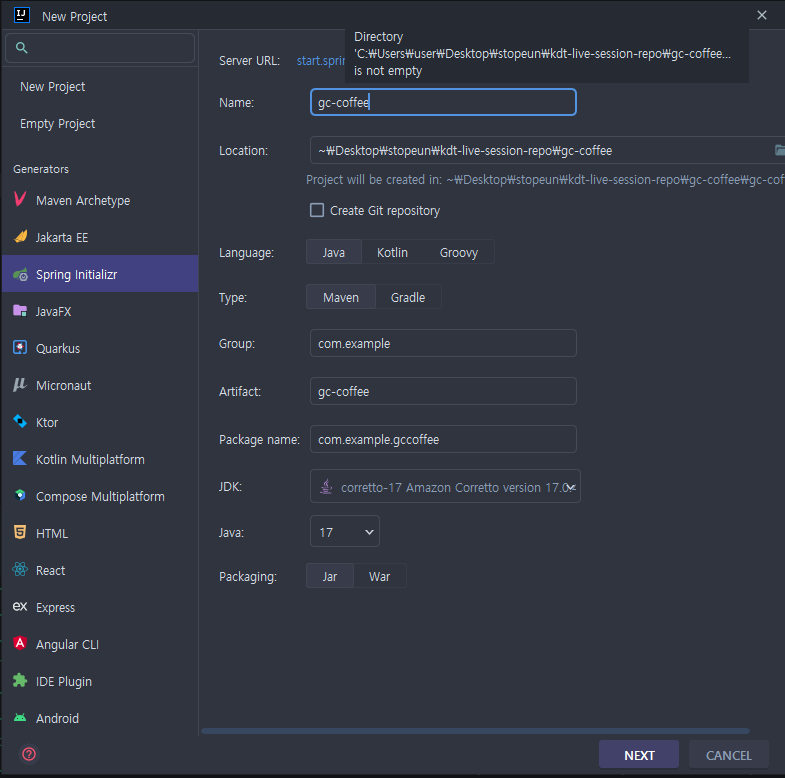 New Project
New Project
Empty Project
Generators
Maven Archetype
Jakarta EE
Spring Initializr
JavaFX
Quarkus
Micronaut
Ktor
Kotlin Multiplatform
Compose Multiplatform
HTML
React
Express
Angular CLI
IDE Plugin
Android
Directory
'C:₩Users₩user₩Desktop₩stopeun₩kdt-live-session-repo₩gc-coffee...
is not empty
Server URL: start.sprin
Name: gc-coffee
Location: ~₩Desktop₩stopeun₩kdt-live-session-repo₩gc-coffee
Project will be created in: ~₩Desktop₩stopeun₩kdt-live-session-repo₩gc-coffee₩gc-cof
Create Git repository
Language: Java Kotlin Groovy
Type: Maven Gradle
Group: com.example
Artifact: gc-coffee
Package name: com.example.gccoffee
JDK: corretto-17 Amazon Corretto version 17.0
Java: 17
Packaging: Jar War
NEXT CANCEL